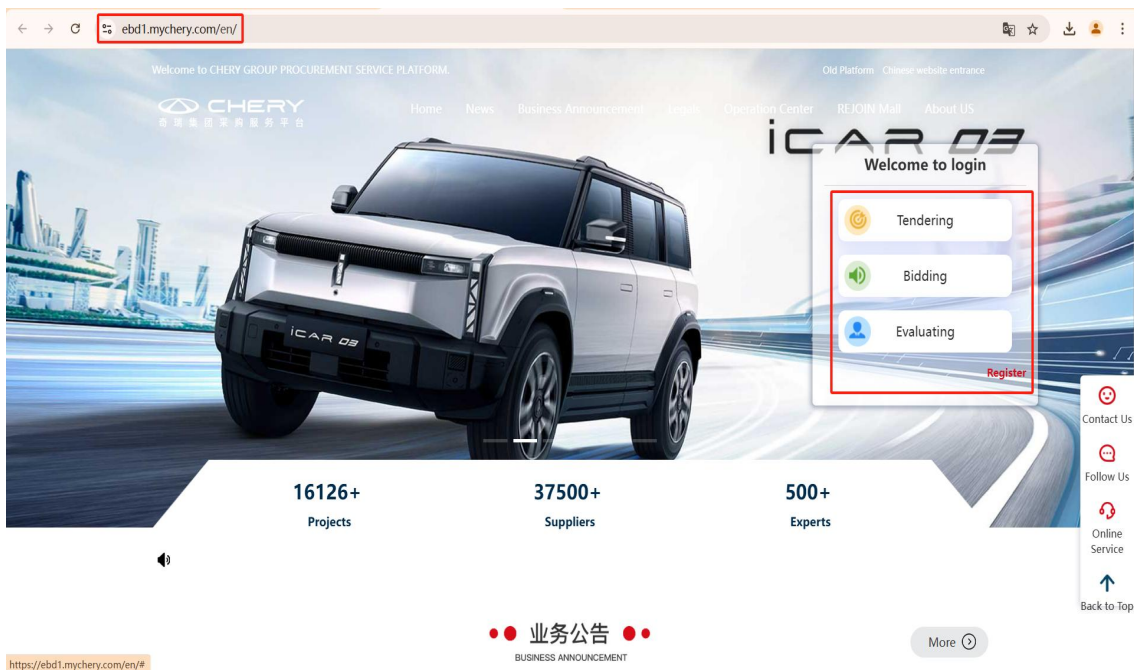 ebd1.mychery.com/en/
Welcome to CHERY GROUP PROCUREMENT SERVICE PLATFORM.
Old Platform
Chinese website entrance
CHERY
奇瑞集团采购服务平台
Home
News
Business Announcement
Leads
Operation Center
REJOIN Mall
About US
iCAR 03
Welcome to login
Tendering
Bidding
Evaluating
Register
iCAR 03
Contact Us
Follow Us
Online
Service
Back to Top
16126+
37500+
500+
Projects
Suppliers
Experts
业务公告
BUSINESS ANNOUNCEMENT
More
https://ebd1.mychery.com/en/#